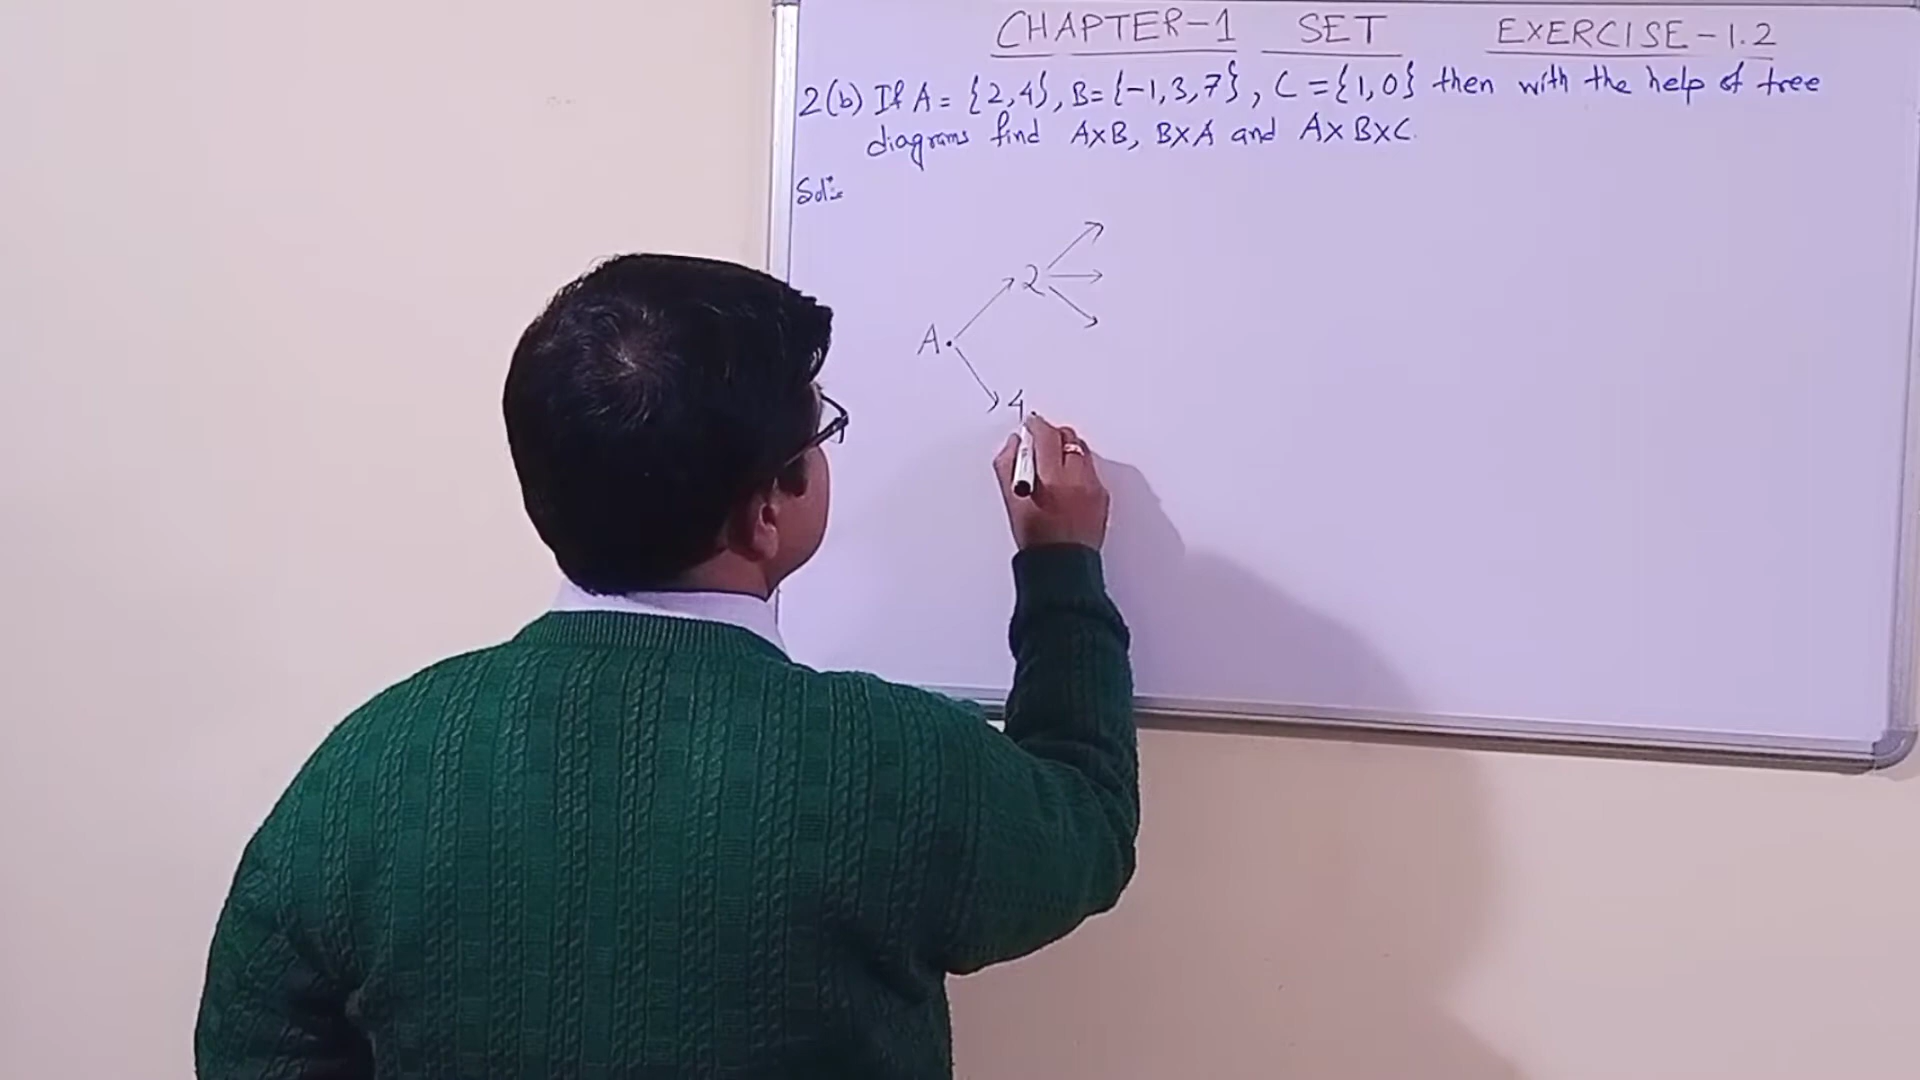 CHAPTER-1 SET EXERCISE-1.2
2(b) If A = {2,4}, B={-1,3,7}, C={1,0} then with the help of tree
diagrams find A×B, B×A and A×B×C.
Sol:-
2
A.
4